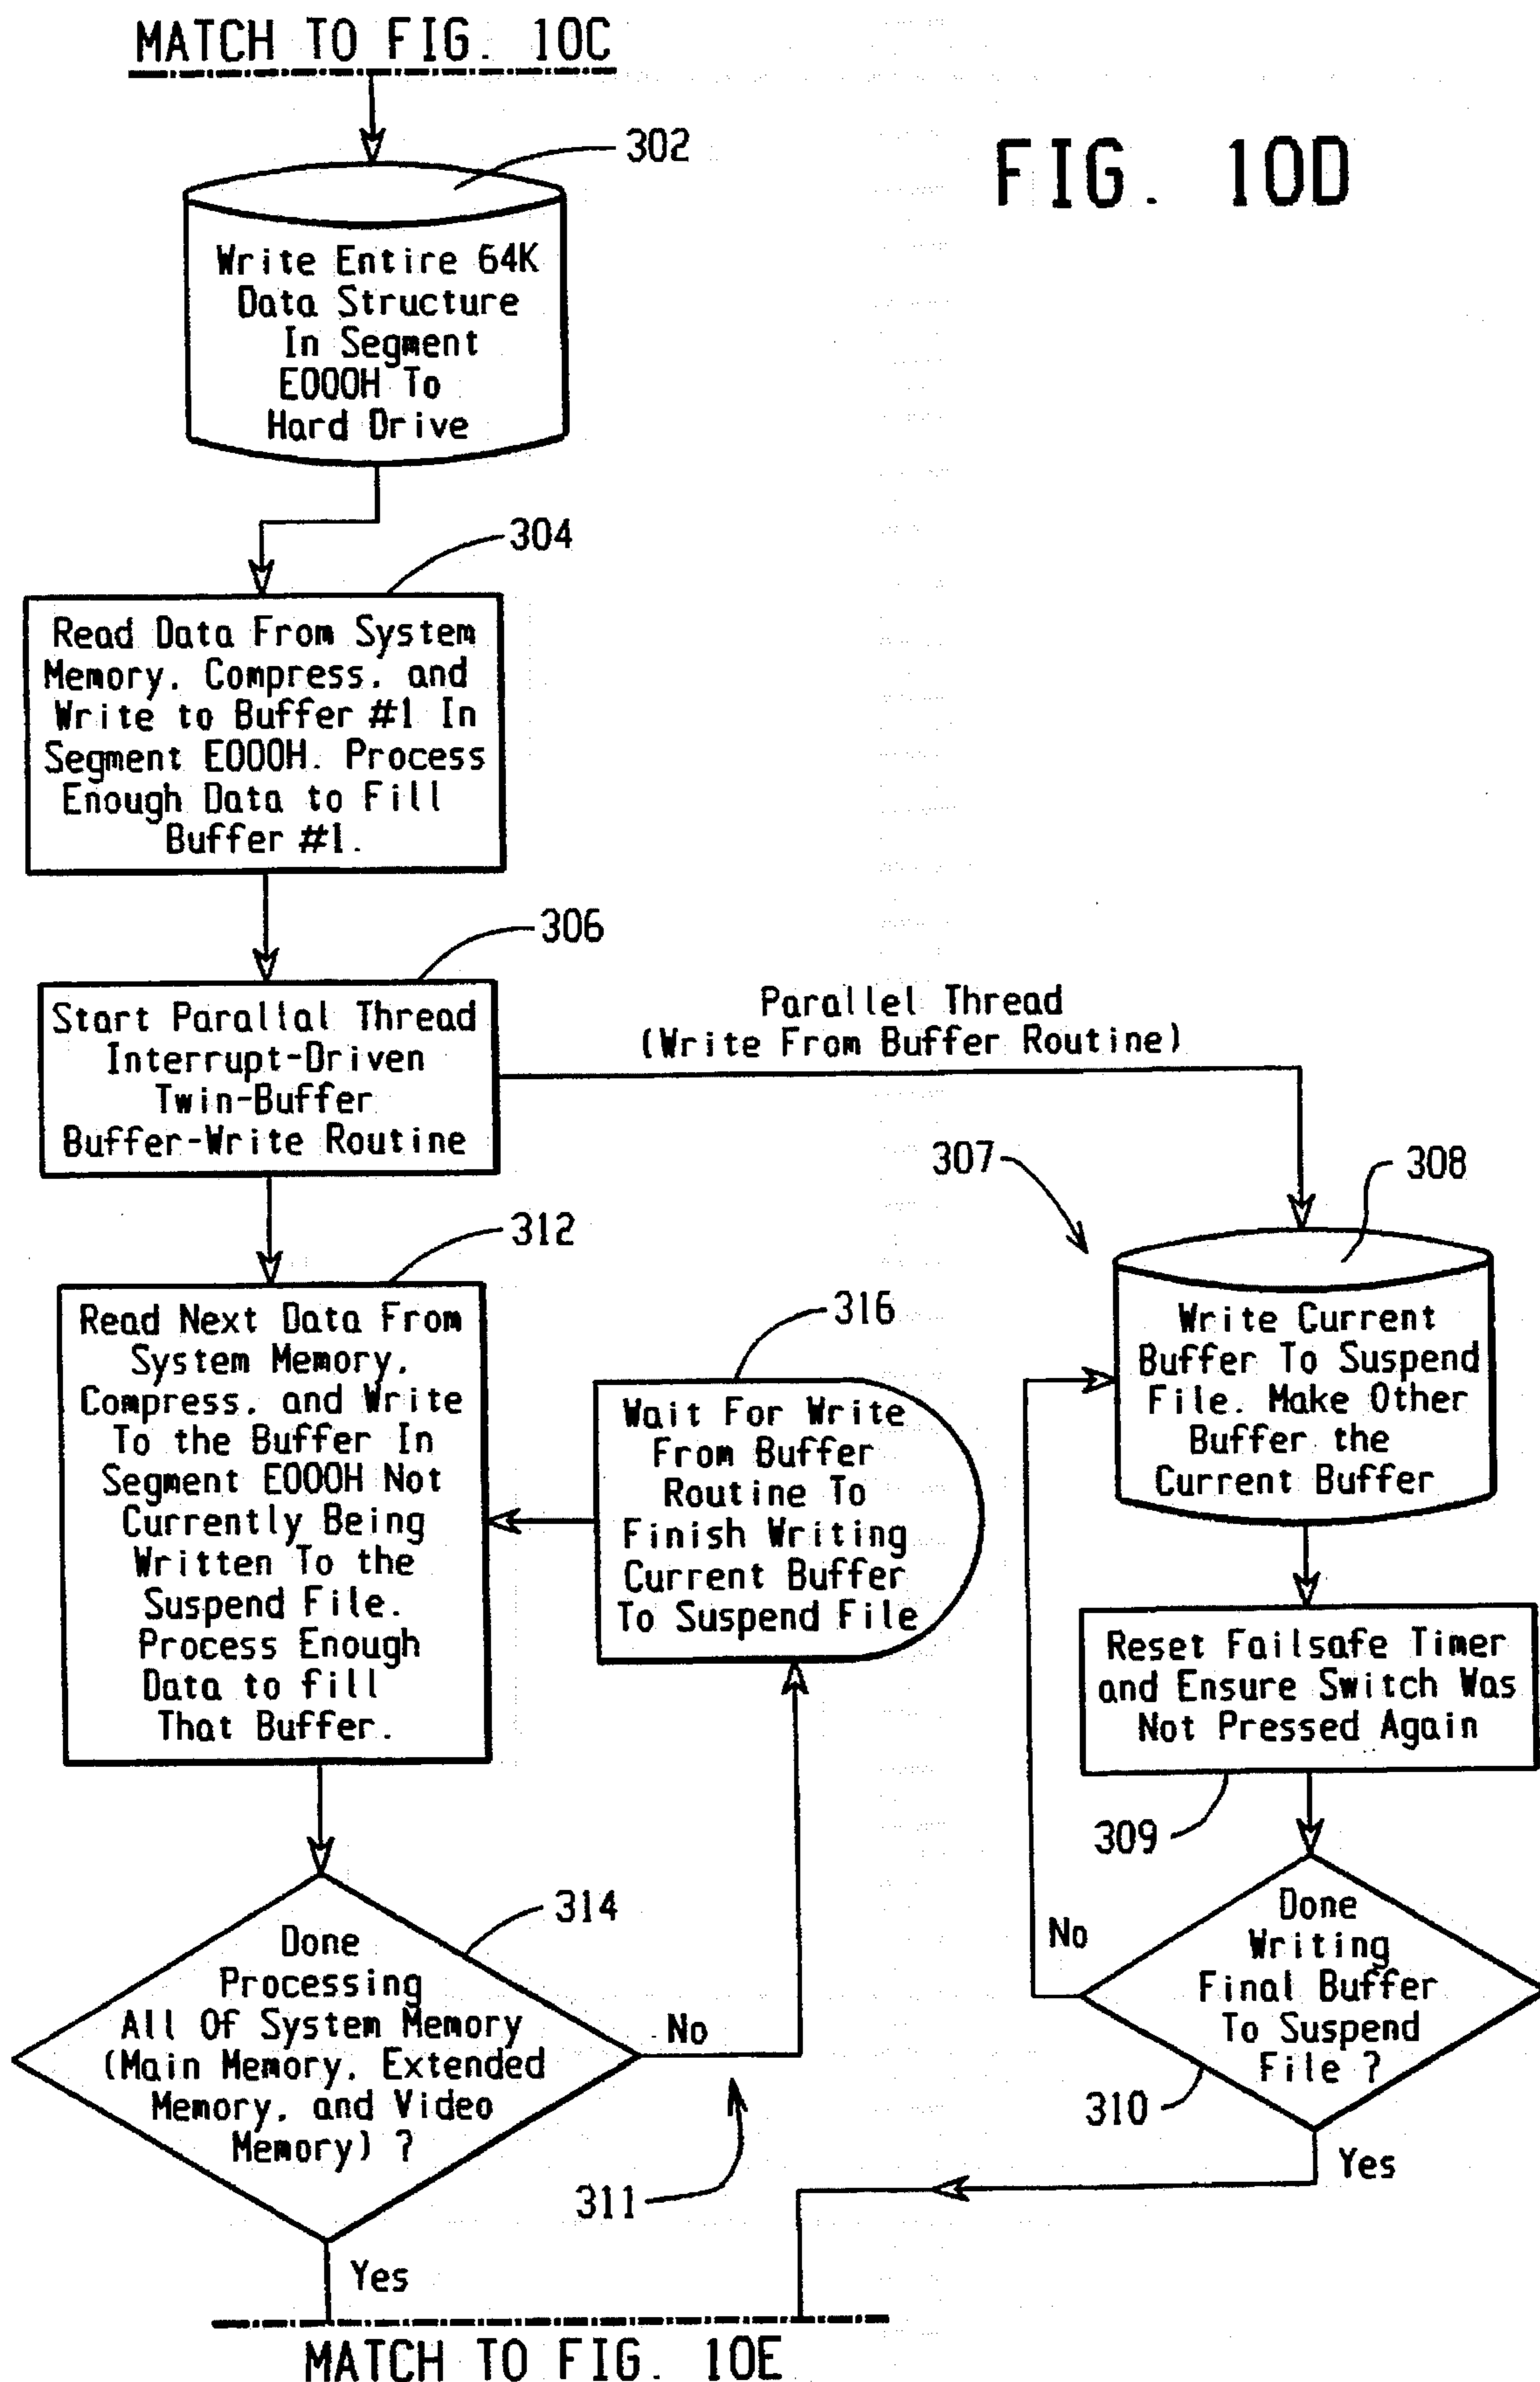 MATCH TO FIG. 10C
FIG. 10D
302
Write Entire 64K
Data Structure
In Segment
E000H To
Hard Drive
304
Read Data From System
Memory, Compress, and
Write to Buffer #1 In
Segment E000H. Process
Enough Data to Fill
Buffer #1.
306
Start Parallal Thread
Interrupt-Driven
Twin-Buffer
Buffer-Write Routine
Parallel Thread
(Write From Buffer Routine)
307
308
Write Current
Buffer To Suspend
File. Make Other
Buffer the
Current Buffer
312
Read Next Data From
System Memory,
Compress, and Write
To the Buffer In
Segment E000H Not
Currently Being
Written To the
Suspend File.
Process Enough
Data to fill
That Buffer.
316
Wait For Write
From Buffer
Routine To
Finish Writing
Current Buffer
To Suspend File
Reset Failsafe Timer
and Ensure Switch Was
Not Pressed Again
309
314
Done
Processing
All Of System Memory
(Main Memory, Extended
Memory, and Video
Memory) ?
No
311
Yes
Done
Writing
Final Buffer
To Suspend
File ?
No
310
Yes
MATCH TO FIG. 10E